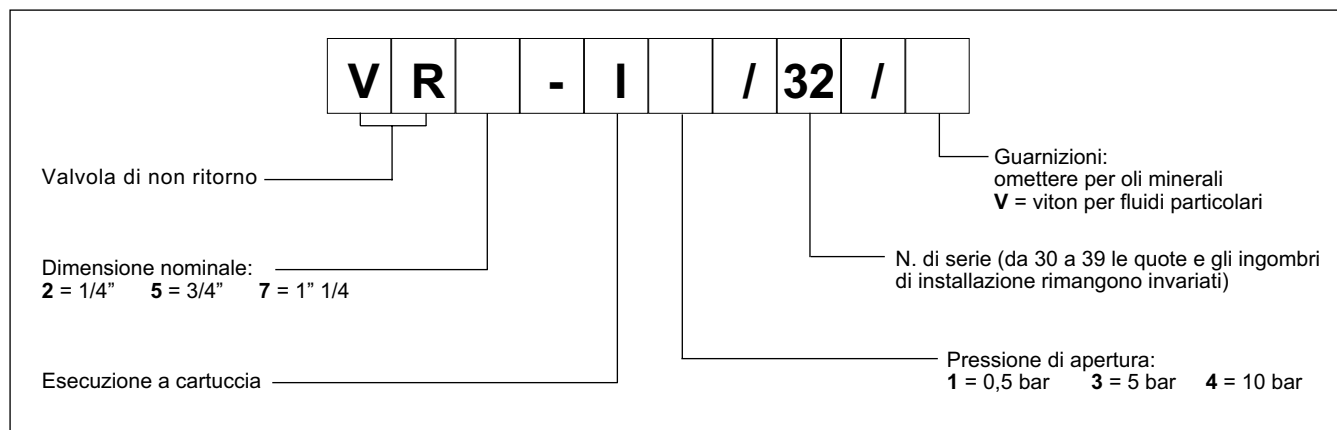 V R - I / 32 /
Valvola di non ritorno
Dimensione nominale:
2 = 1/4” 5 = 3/4” 7 = 1” 1/4
Esecuzione a cartuccia
Guarnizioni:
omettere per oli minerali
V = viton per fluidi particolari
N. di serie (da 30 a 39 le quote e gli ingombri
di installazione rimangono invariati)
Pressione di apertura:
1 = 0,5 bar 3 = 5 bar 4 = 10 bar